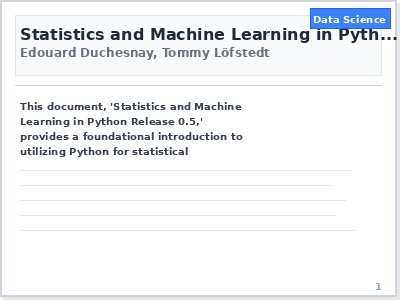 Data Science
Statistics and Machine Learning in Pyth...
Edouard Duchesnay, Tommy Löfstedt
This document, 'Statistics and Machine
Learning in Python Release 0.5,'
provides a foundational introduction to
utilizing Python for statistical
1